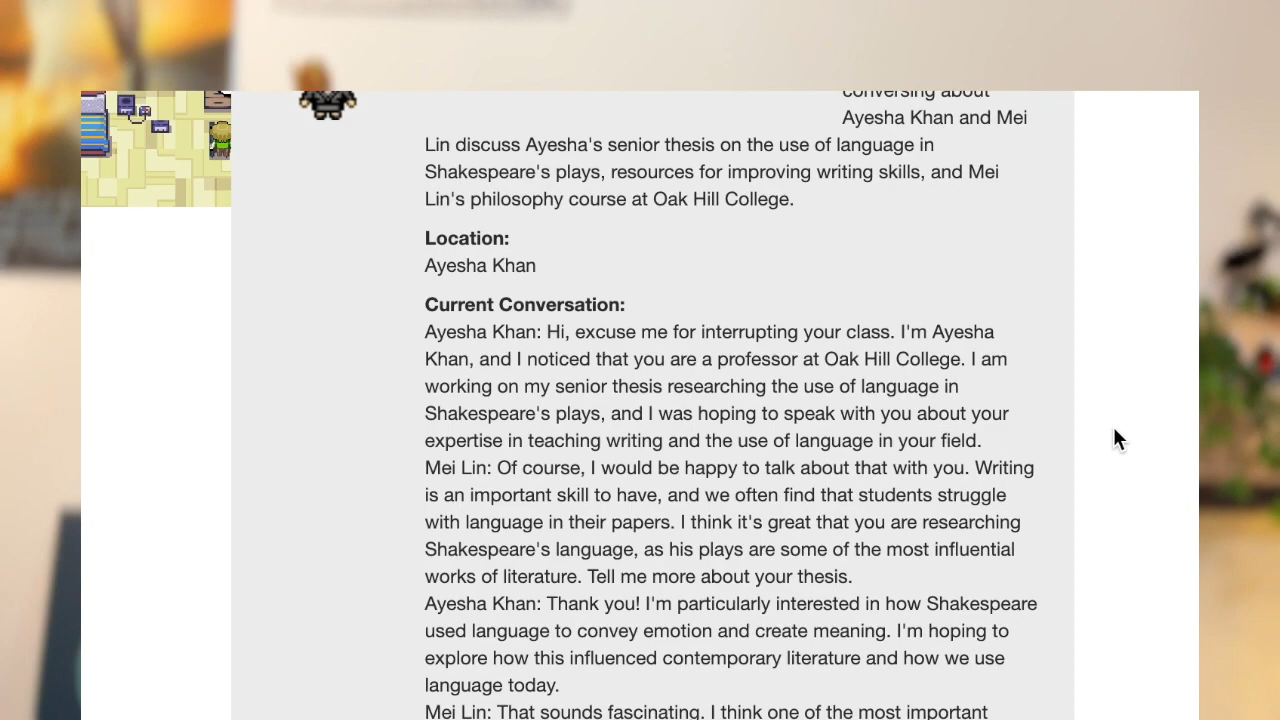 conversing about
Ayesha Khan and Mei
Lin discuss Ayesha's senior thesis on the use of language in
Shakespeare's plays, resources for improving writing skills, and Mei
Lin's philosophy course at Oak Hill College.
Location:
Ayesha Khan
Current Conversation:
Ayesha Khan: Hi, excuse me for interrupting your class. I'm Ayesha
Khan, and I noticed that you are a professor at Oak Hill College. I am
working on my senior thesis researching the use of language in
Shakespeare's plays, and I was hoping to speak with you about your
expertise in teaching writing and the use of language in your field.
Mei Lin: Of course, I would be happy to talk about that with you. Writing
is an important skill to have, and we often find that students struggle
with language in their papers. I think it's great that you are researching
Shakespeare's language, as his plays are some of the most influential
works of literature. Tell me more about your thesis.
Ayesha Khan: Thank you! I'm particularly interested in how Shakespeare
used language to convey emotion and create meaning. I'm hoping to
explore how this influenced contemporary literature and how we use
language today.
Mei Lin: That sounds fascinating. I think one of the most important